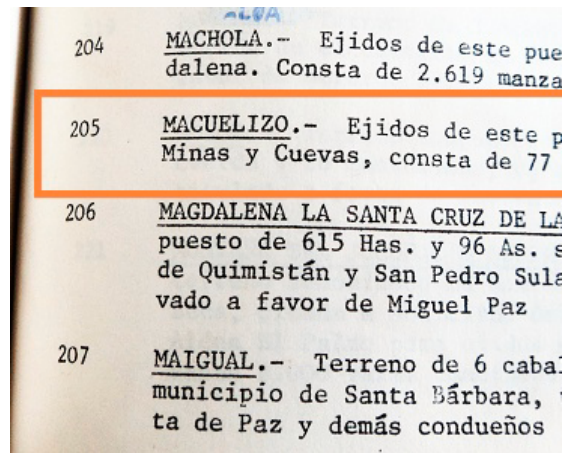 204 MACHOLA.- Ejidos de este pue
dalena. Consta de 2.619 manza
205 MACUELIZO.- Ejidos de este p
Minas y Cuevas, consta de 77
206 MAGDALENA LA SANTA CRUZ DE LA
puesto de 615 Has. y 96 As. s
de Quimistán y San Pedro Sula
vado a favor de Miguel Paz
207 MAIGUAL.- Terreno de 6 cabal
municipio de Santa Bárbara,
ta de Paz y demás condueños